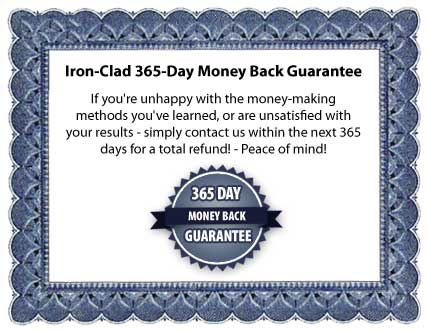 Iron-Clad 365-Day Money Back Guarantee
If you're unhappy with the money-making
methods you've learned, or are unsatisfied with
your results - simply contact us within the next 365
days for a total refund! - Peace of mind!
365 DAY
MONEY BACK
GUARANTEE